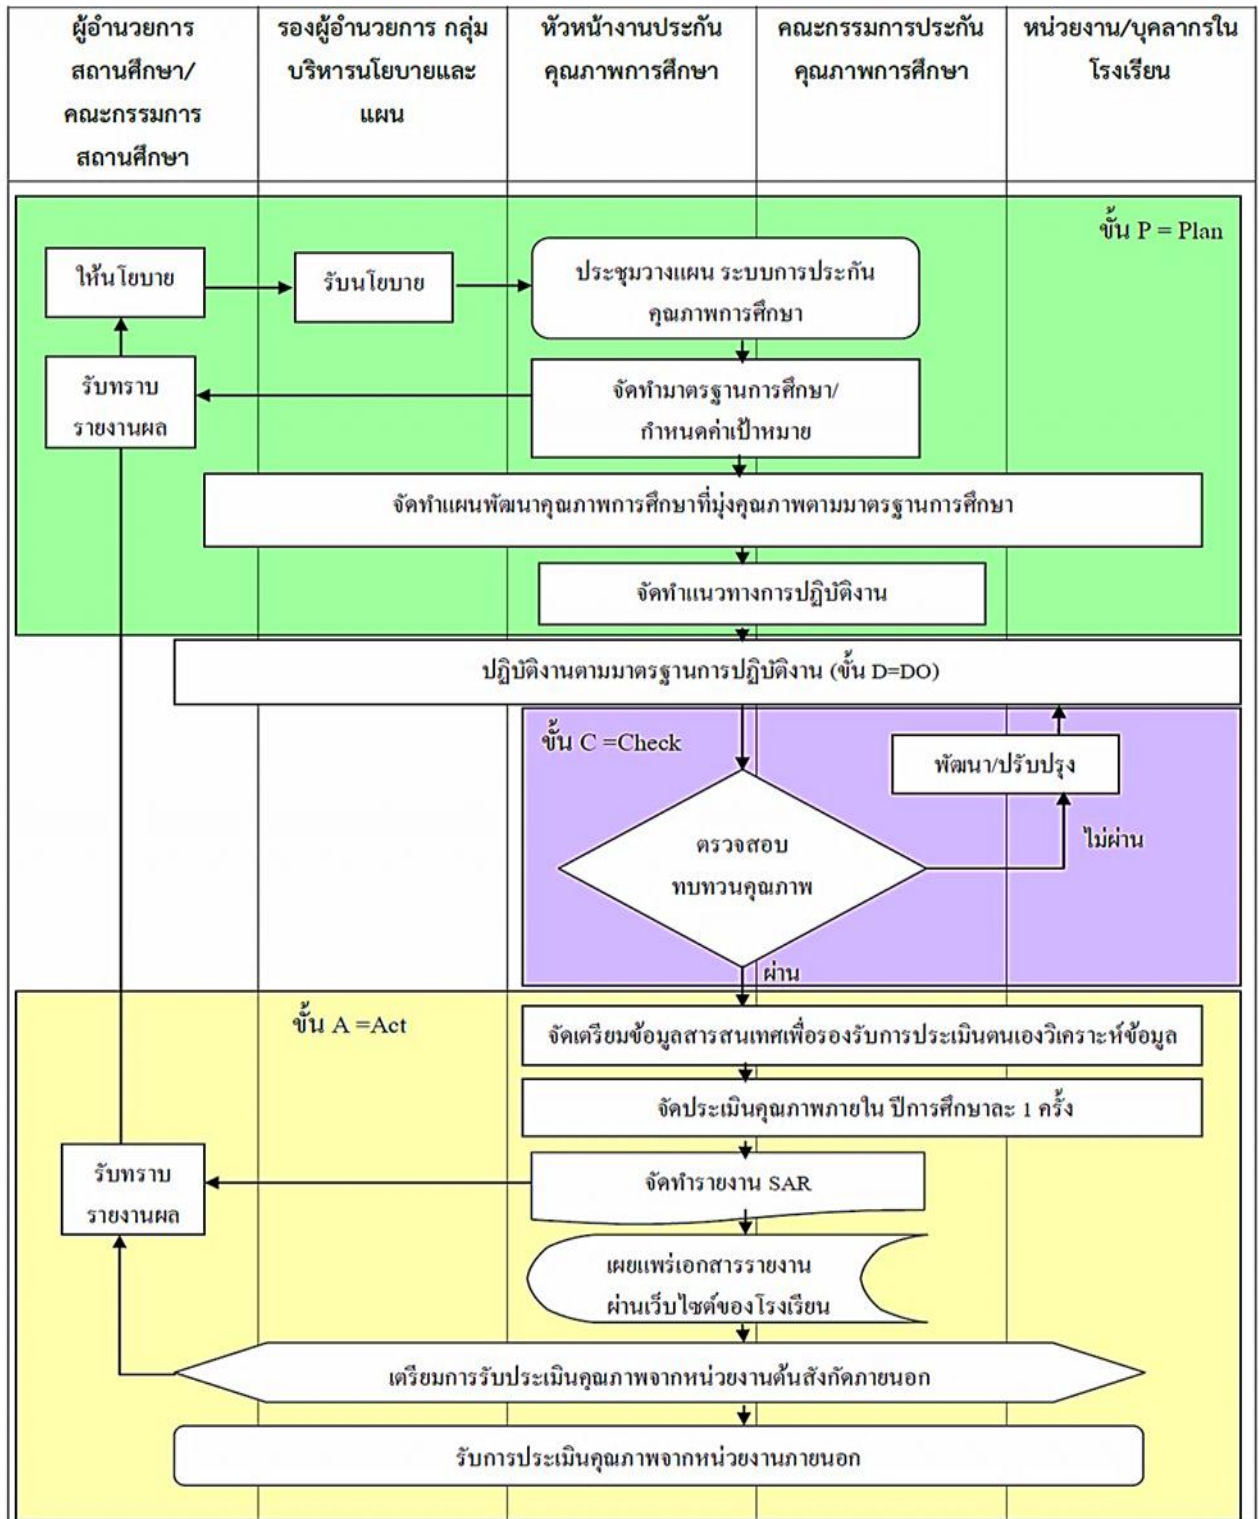 ผู้อำนวยการ
สถานศึกษา/
คณะกรรมการ
สถานศึกษา
รองผู้อำนวยการ กลุ่ม
บริหารนโยบายและ
แผน
หัวหน้างานประกัน
คุณภาพการศึกษา
คณะกรรมการประกัน
คุณภาพการศึกษา
หน่วยงาน/บุคลากรใน
โรงเรียน
ขั้น P = Plan
ให้นโยบาย
รับนโยบาย
ประชุมวางแผน ระบบการประกัน
คุณภาพการศึกษา
รับทราบ
รายงานผล
จัดทำมาตรฐานการศึกษา/
กำหนดค่าเป้าหมาย
จัดทำแผนพัฒนาคุณภาพการศึกษาที่มุ่งคุณภาพตามมาตรฐานการศึกษา
จัดทำแนวทางการปฏิบัติงาน
ปฏิบัติงานตามมาตรฐานการปฏิบัติงาน (ขั้น D=DO)
ขั้น C =Check
พัฒนา/ปรับปรุง
ตรวจสอบ
ทบทวนคุณภาพ
ไม่ผ่าน
ผ่าน
ขั้น A =Act
จัดเตรียมข้อมูลสารสนเทศเพื่อรองรับการประเมินตนเองวิเคราะห์ข้อมูล
จัดประเมินคุณภาพภายใน ปีการศึกษาละ 1 ครั้ง
รับทราบ
รายงานผล
จัดทำรายงาน SAR
เผยแพร่เอกสารรายงาน
ผ่านเว็บไซต์ของโรงเรียน
เตรียมการรับประเมินคุณภาพจากหน่วยงานต้นสังกัดภายนอก
รับการประเมินคุณภาพจากหน่วยงานภายนอก